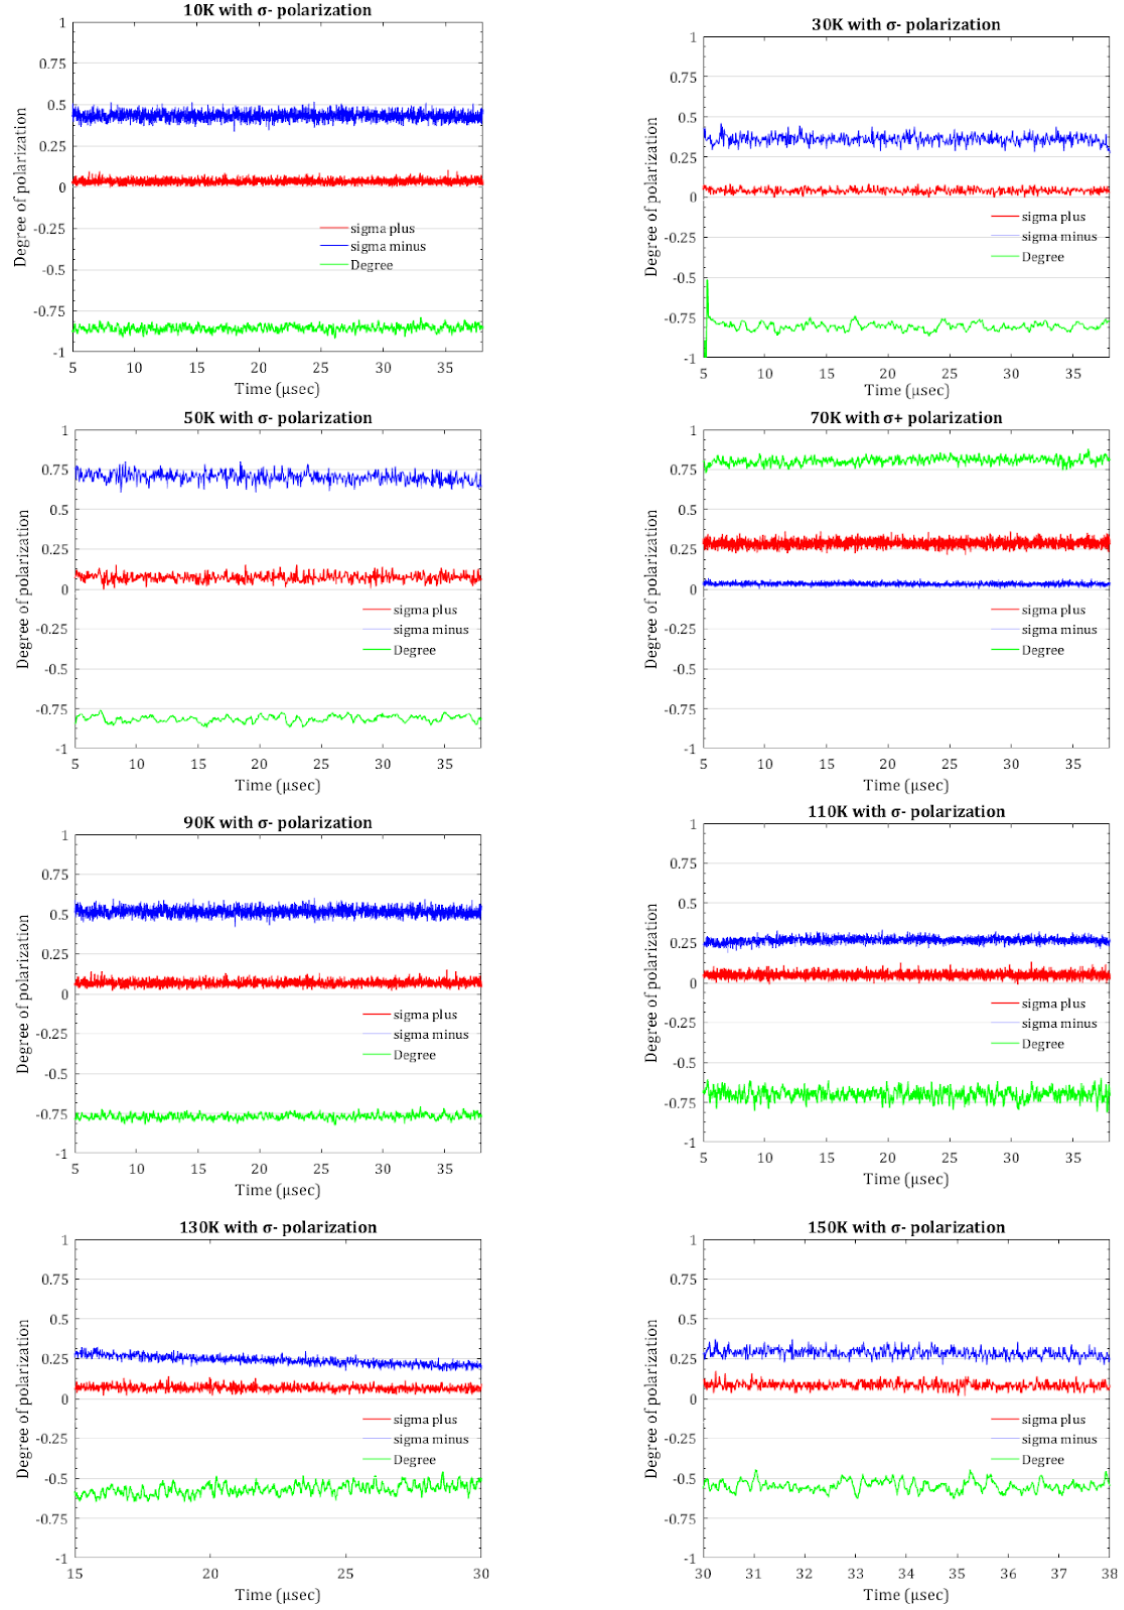 10K with σ- polarization
1
0.75
0.5
0.25
0
-0.25
-0.5
-0.75
-1
Degree of polarization
sigma plus
sigma minus
Degree
5 10 15 20 25 30 35
Time (μsec)
30K with σ- polarization
1
0.75
0.5
0.25
0
-0.25
-0.5
-0.75
-1
Degree of polarization
sigma plus
sigma minus
Degree
5 10 15 20 25 30 35
Time (μsec)
50K with σ- polarization
1
0.75
0.5
0.25
0
-0.25
-0.5
-0.75
-1
Degree of polarization
sigma plus
sigma minus
Degree
5 10 15 20 25 30 35
Time (μsec)
70K with σ+ polarization
1
0.75
0.5
0.25
0
-0.25
-0.5
-0.75
-1
Degree of polarization
sigma plus
sigma minus
Degree
5 10 15 20 25 30 35
Time (μsec)
90K with σ- polarization
1
0.75
0.5
0.25
0
-0.25
-0.5
-0.75
-1
Degree of polarization
sigma plus
sigma minus
Degree
5 10 15 20 25 30 35
Time (μsec)
110K with σ- polarization
1
0.75
0.5
0.25
0
-0.25
-0.5
-0.75
-1
Degree of polarization
sigma plus
sigma minus
Degree
5 10 15 20 25 30 35
Time (μsec)
130K with σ- polarization
1
0.75
0.5
0.25
0
-0.25
-0.5
-0.75
-1
Degree of polarization
sigma plus
sigma minus
Degree
15 20 25 30
Time (μsec)
150K with σ- polarization
1
0.75
0.5
0.25
0
-0.25
-0.5
-0.75
-1
Degree of polarization
sigma plus
sigma minus
Degree
30 31 32 33 34 35 36 37 38
Time (μsec)